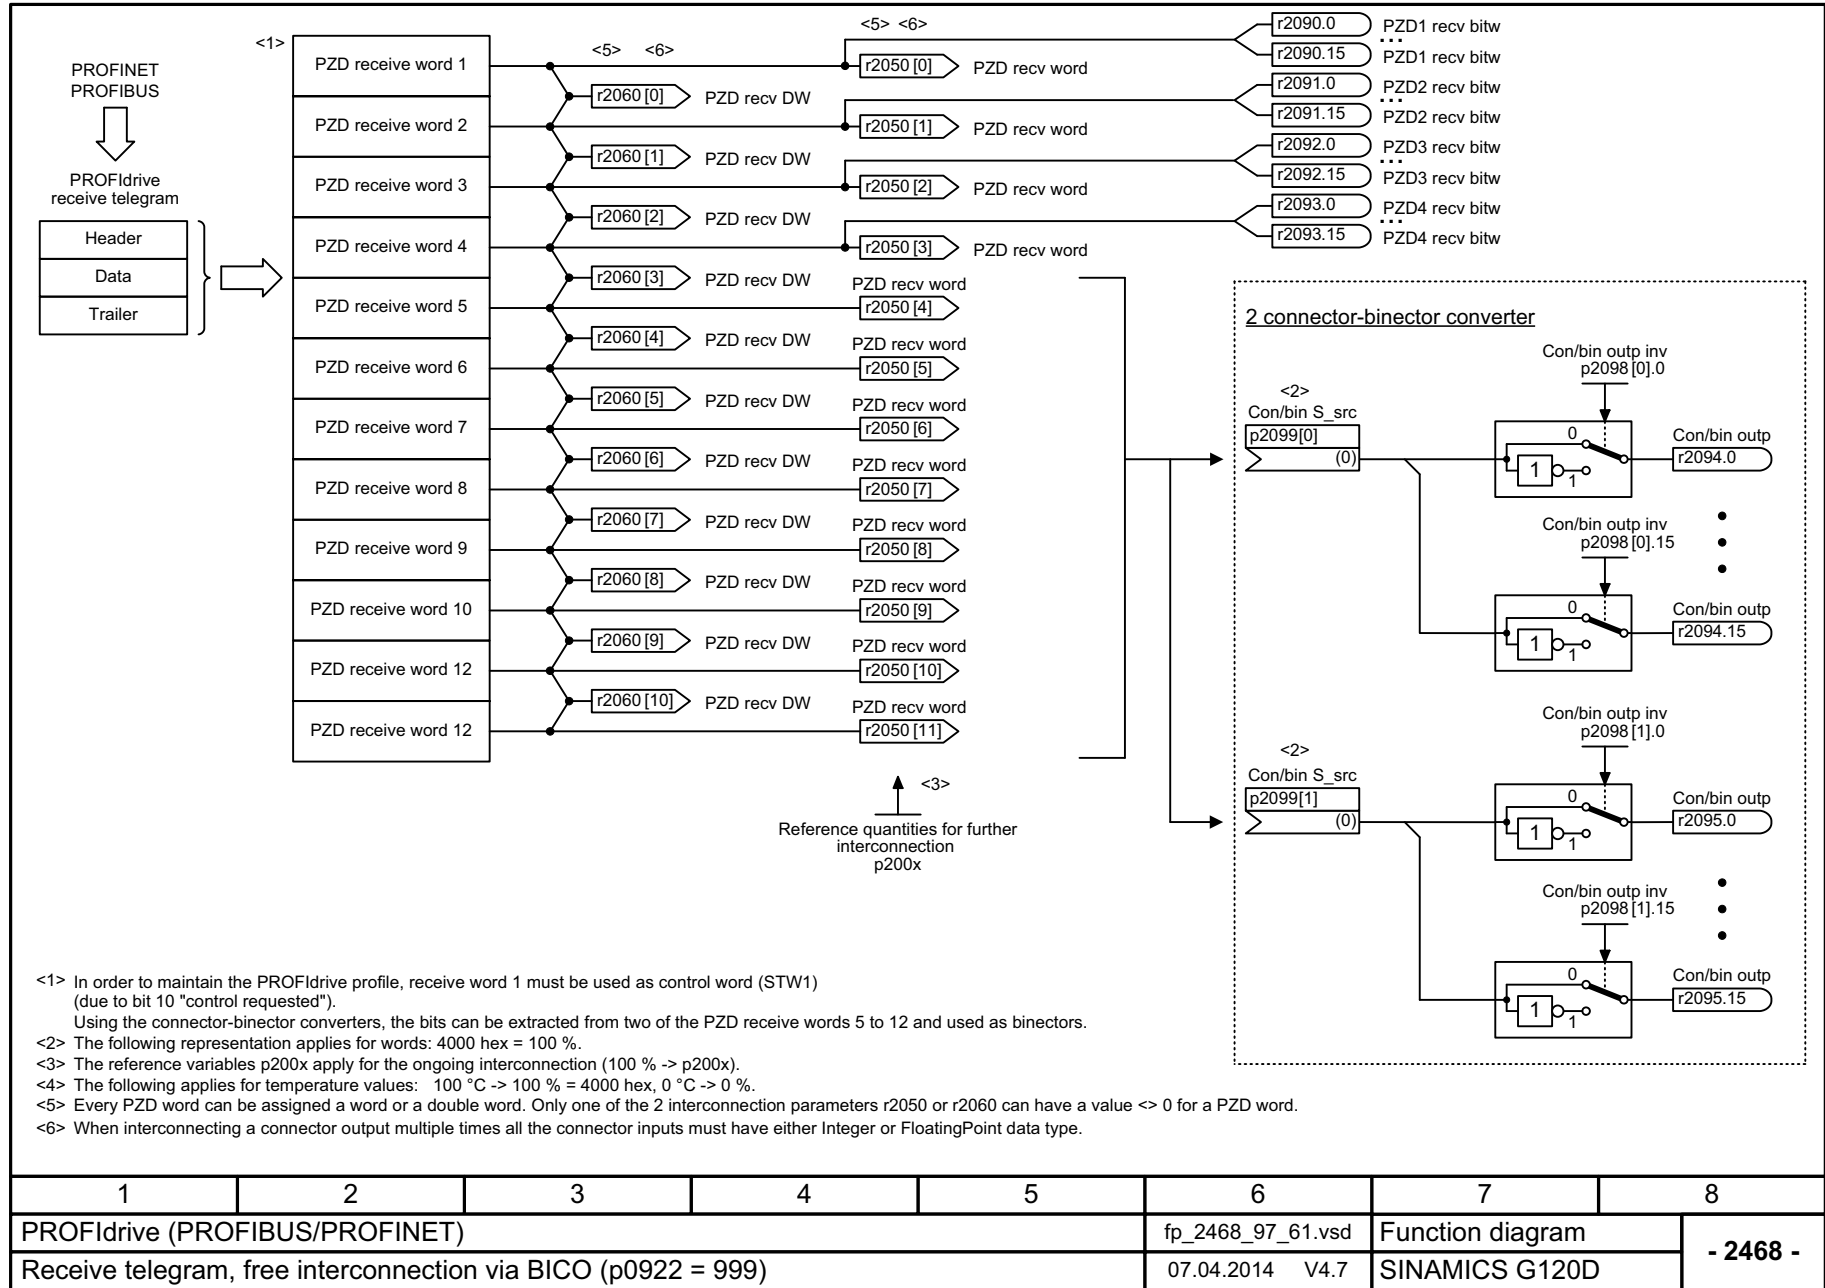 <1>
<5> <6>
<5> <6>
PROFINET
PROFIBUS
PROFIdrive
receive telegram
Header
Data
Trailer
PZD receive word 1
PZD receive word 2
PZD receive word 3
PZD receive word 4
PZD receive word 5
PZD receive word 6
PZD receive word 7
PZD receive word 8
PZD receive word 9
PZD receive word 10
PZD receive word 12
PZD receive word 12
r2060 [0] PZD recv DW
r2060 [1] PZD recv DW
r2060 [2] PZD recv DW
r2060 [3] PZD recv DW
r2060 [4] PZD recv DW
r2060 [5] PZD recv DW
r2060 [6] PZD recv DW
r2060 [7] PZD recv DW
r2060 [8] PZD recv DW
r2060 [9] PZD recv DW
r2060 [10] PZD recv DW
r2050 [0] PZD recv word
r2050 [1] PZD recv word
r2050 [2] PZD recv word
r2050 [3] PZD recv word
PZD recv word
r2050 [4]
PZD recv word
r2050 [5]
PZD recv word
r2050 [6]
PZD recv word
r2050 [7]
PZD recv word
r2050 [8]
PZD recv word
r2050 [9]
PZD recv word
r2050 [10]
PZD recv word
r2050 [11]
<3>
Reference quantities for further
interconnection
p200x
r2090.0 PZD1 recv bitw
...
r2090.15 PZD1 recv bitw
r2091.0 PZD2 recv bitw
...
r2091.15 PZD2 recv bitw
r2092.0 PZD3 recv bitw
...
r2092.15 PZD3 recv bitw
r2093.0 PZD4 recv bitw
...
r2093.15 PZD4 recv bitw
2 connector-binector converter
<2>
Con/bin S_src
p2099[0]
(0)
Con/bin outp inv
p2098 [0].0
0
1
1
Con/bin outp
r2094.0
Con/bin outp inv
p2098 [0].15
0
1
1
Con/bin outp
r2094.15
<2>
Con/bin S_src
p2099[1]
(0)
Con/bin outp inv
p2098 [1].0
0
1
1
Con/bin outp
r2095.0
Con/bin outp inv
p2098 [1].15
0
1
1
Con/bin outp
r2095.15
<1> In order to maintain the PROFIdrive profile, receive word 1 must be used as control word (STW1)
(due to bit 10 "control requested").
Using the connector-binector converters, the bits can be extracted from two of the PZD receive words 5 to 12 and used as binectors.
<2> The following representation applies for words: 4000 hex = 100 %.
<3> The reference variables p200x apply for the ongoing interconnection (100 % -> p200x).
<4> The following applies for temperature values: 100 °C -> 100 % = 4000 hex, 0 °C -> 0 %.
<5> Every PZD word can be assigned a word or a double word. Only one of the 2 interconnection parameters r2050 or r2060 can have a value <> 0 for a PZD word.
<6> When interconnecting a connector output multiple times all the connector inputs must have either Integer or FloatingPoint data type.
1 2 3 4 5 6 7 8
PROFIdrive (PROFIBUS/PROFINET) fp_2468_97_61.vsd Function diagram
- 2468 -
Receive telegram, free interconnection via BICO (p0922 = 999) 07.04.2014 V4.7 SINAMICS G120D